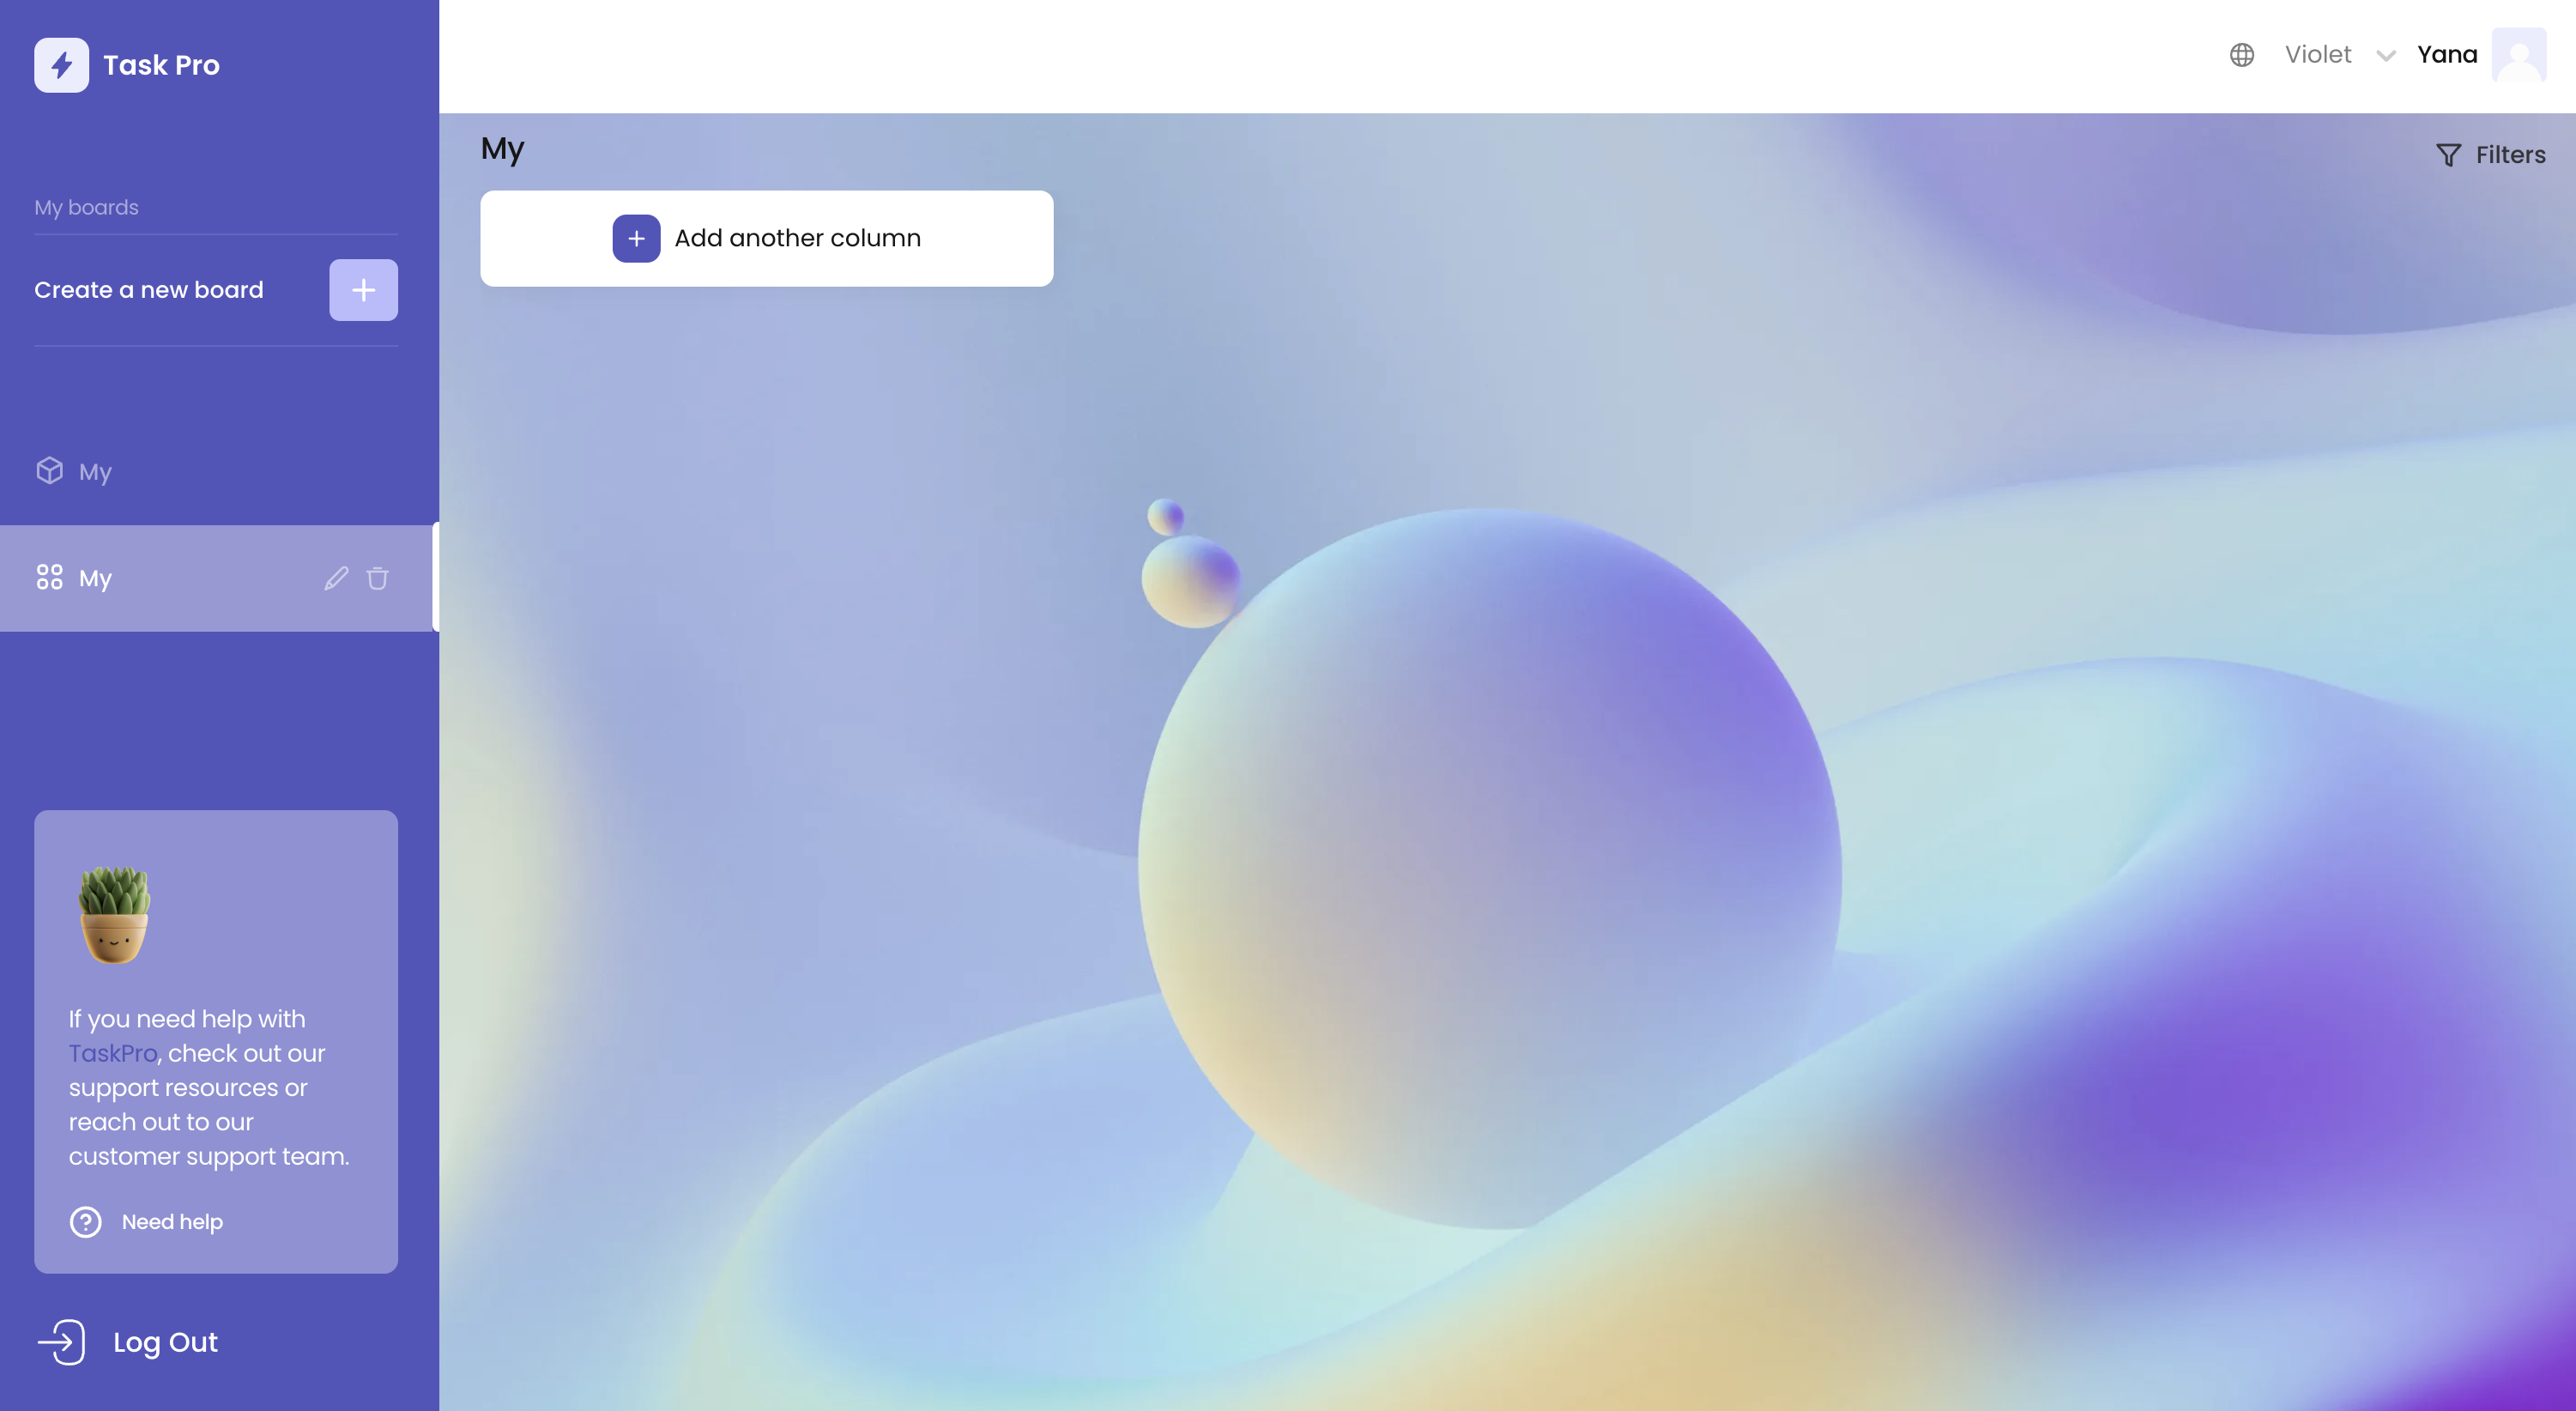 Task Pro
My boards
Create a new board
My
My
If you need help with
TaskPro, check out our
support resources or
reach out to our
customer support team.
Need help
Log Out
Violet
Yana
My
Filters
Add another column